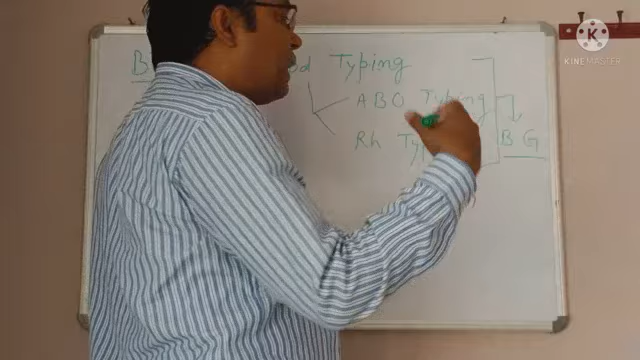 Typing
ABO Typing
Rh
BG
K
KINEMASTER